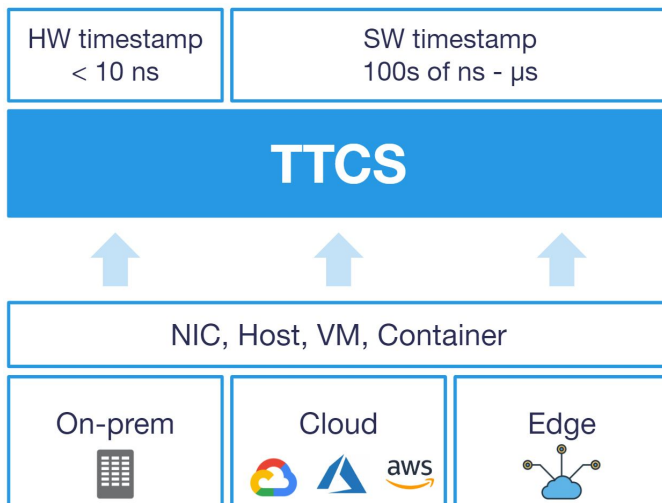 HW timestamp
< 10 ns
SW timestamp
100s of ns - µs
TTCS
NIC, Host, VM, Container
On-prem
Cloud
Edge
aws